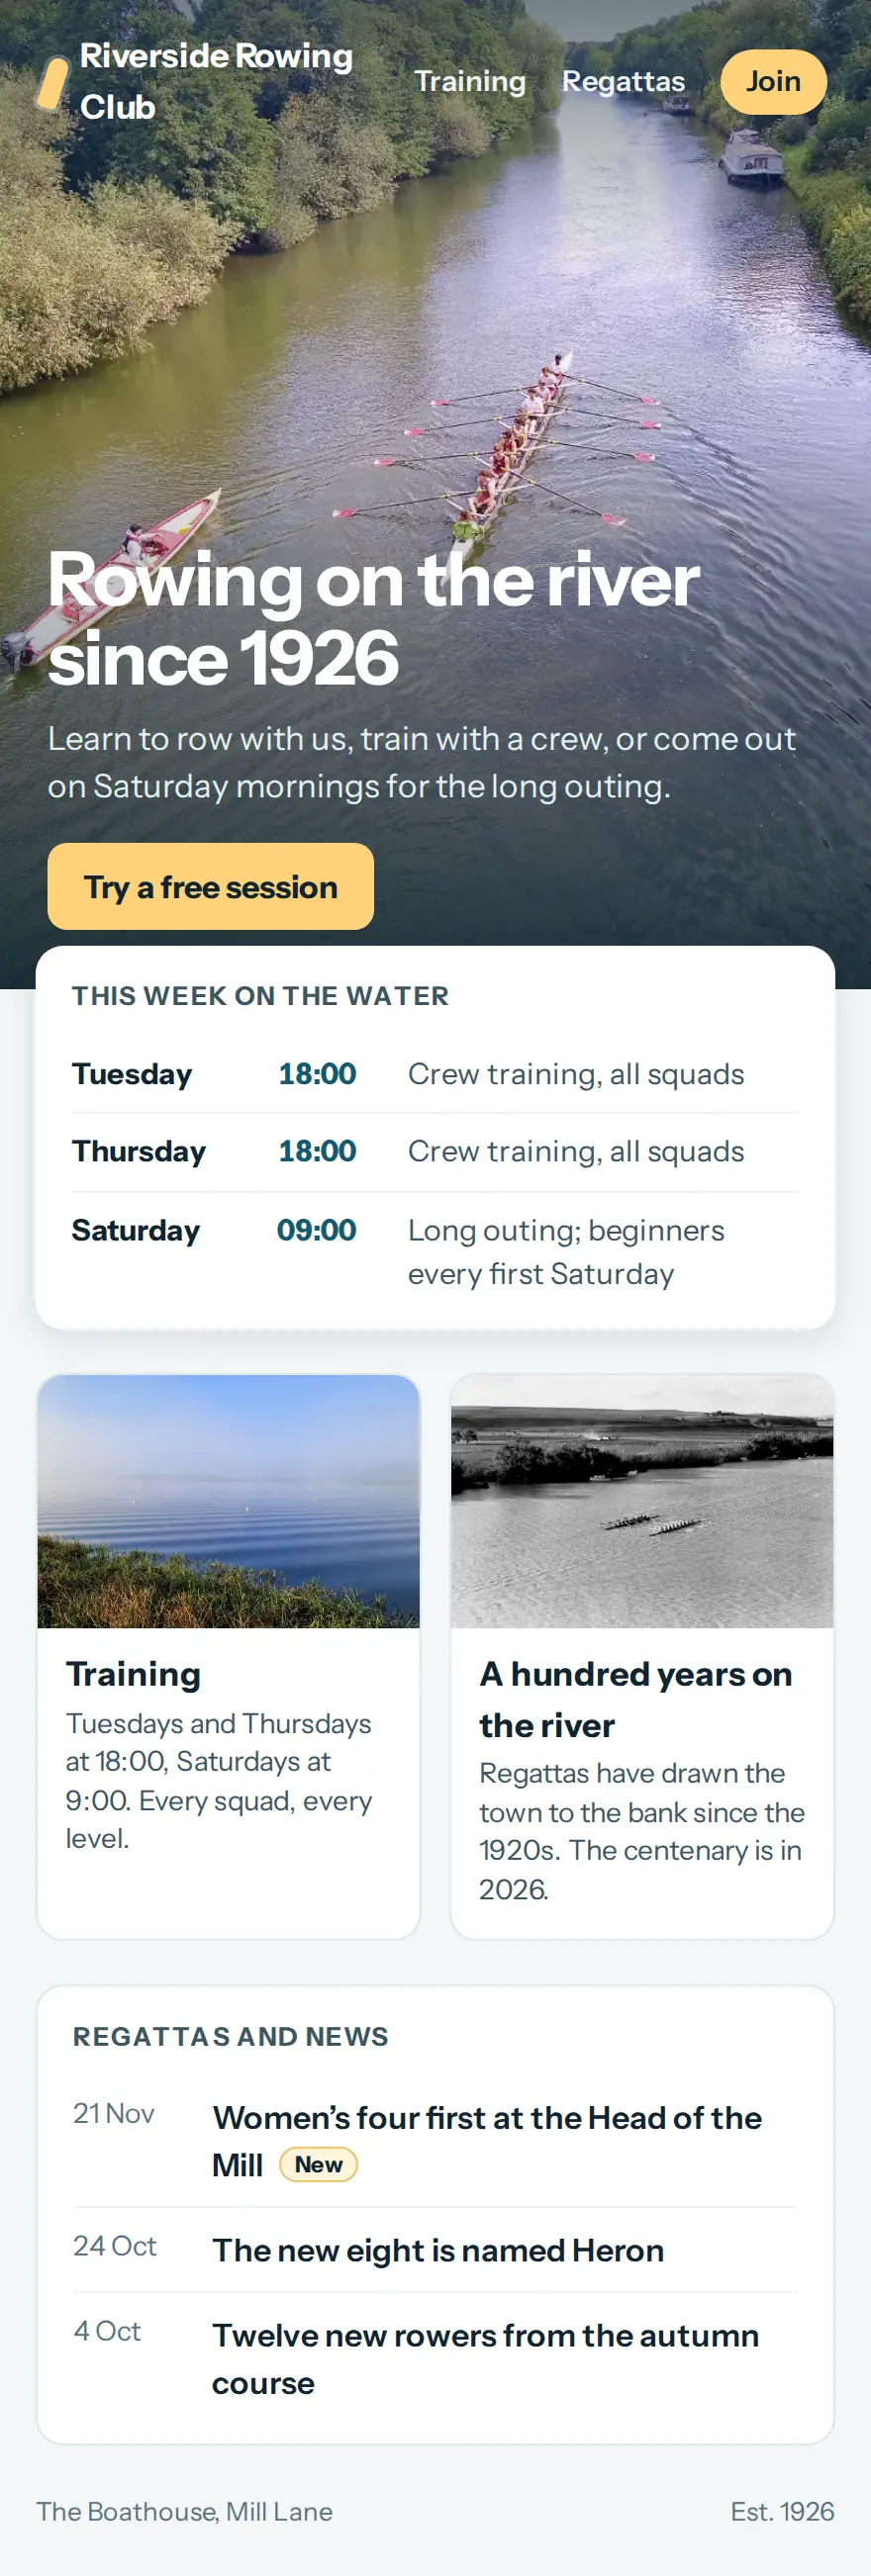 Riverside Rowing
Club
Training
Regattas
Join
Rowing on the river
since 1926
Learn to row with us, train with a crew, or come out
on Saturday mornings for the long outing.
Try a free session
THIS WEEK ON THE WATER
Tuesday 18:00 Crew training, all squads
Thursday 18:00 Crew training, all squads
Saturday 09:00 Long outing; beginners
every first Saturday
Training
Tuesdays and Thursdays
at 18:00, Saturdays at
9:00. Every squad, every
level.
A hundred years on
the river
Regattas have drawn the
town to the bank since the
1920s. The centenary is in
2026.
REGATTAS AND NEWS
21 Nov Women’s four first at the Head of the
Mill New
24 Oct The new eight is named Heron
4 Oct Twelve new rowers from the autumn
course
The Boathouse, Mill Lane Est. 1926